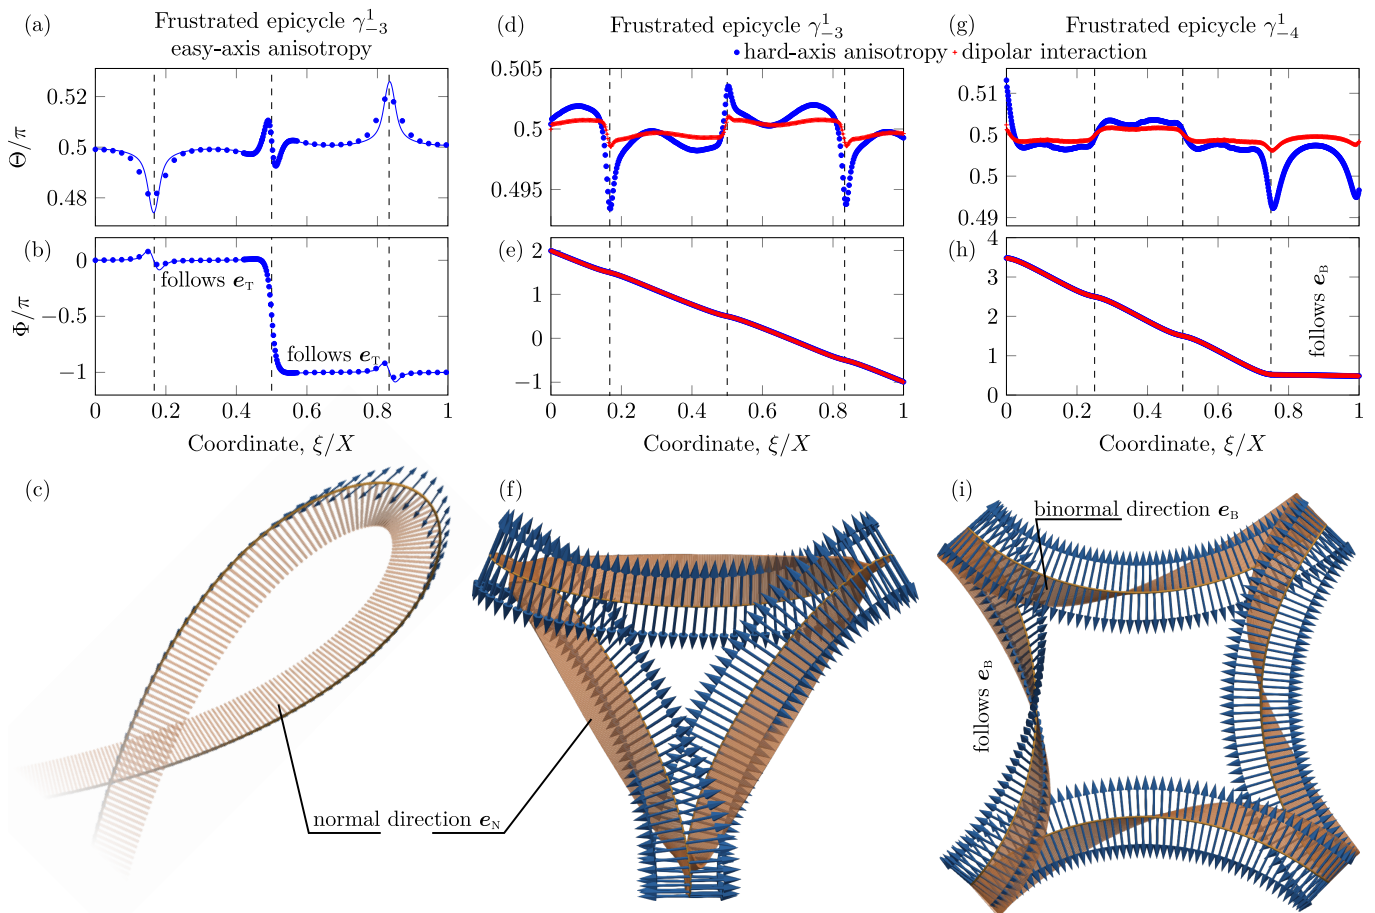 (a)
Frustrated epicycle γ¹₋₃
easy-axis anisotropy
0.52
0.5
0.48
Θ/π
(b)
0
−0.5
−1
Φ/π
follows e_T
follows e_T
0 0.2 0.4 0.6 0.8 1
Coordinate, ξ/X
(d)
Frustrated epicycle γ¹₋₃
hard-axis anisotropy dipolar interaction
0.505
0.5
0.495
(e)
2
1
0
−1
0 0.2 0.4 0.6 0.8 1
Coordinate, ξ/X
(g)
Frustrated epicycle γ¹₋₄
0.51
0.5
0.5
0.49
(h)
4
3
2
1
0
follows e_B
0 0.2 0.4 0.6 0.8 1
Coordinate, ξ/X
(c)
normal direction e_N
(f)
(i)
binormal direction e_B
follows e_B